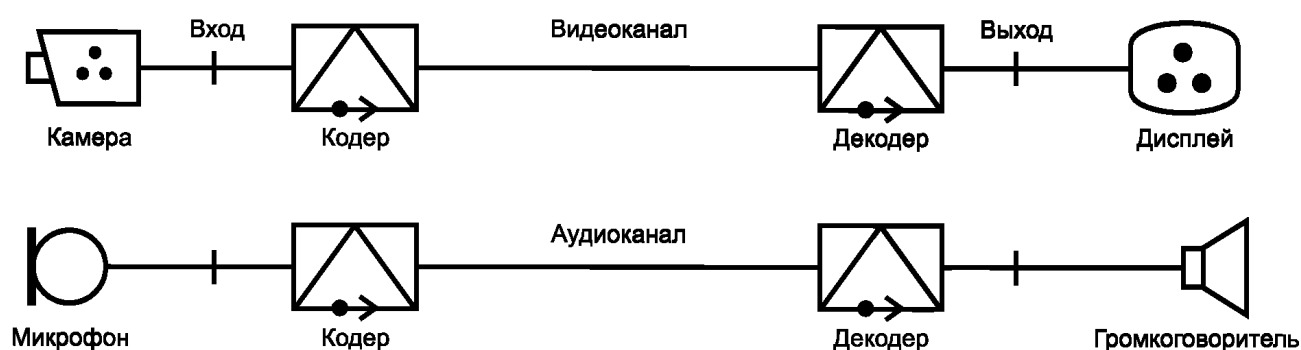 Вход
Видеоканал
Выход
Камера
Кодер
Декодер
Дисплей
Аудиоканал
Микрофон
Кодер
Декодер
Громкоговоритель